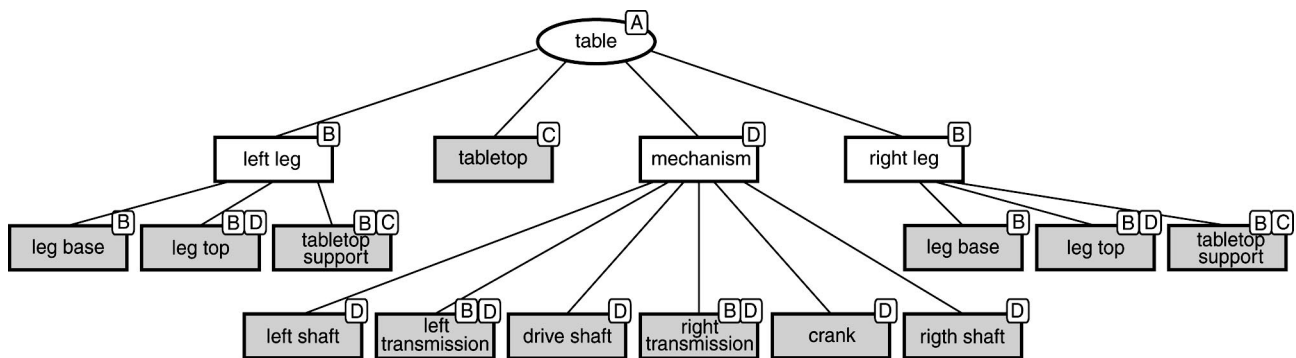 A
table
B
left leg
C
tabletop
D
mechanism
B
right leg
B
leg base
B D
leg top
B C
tabletop
support
B
leg base
B D
leg top
B C
tabletop
support
D
left shaft
B D
left
transmission
D
drive shaft
B D
right
transmission
D
crank
D
rigth shaft